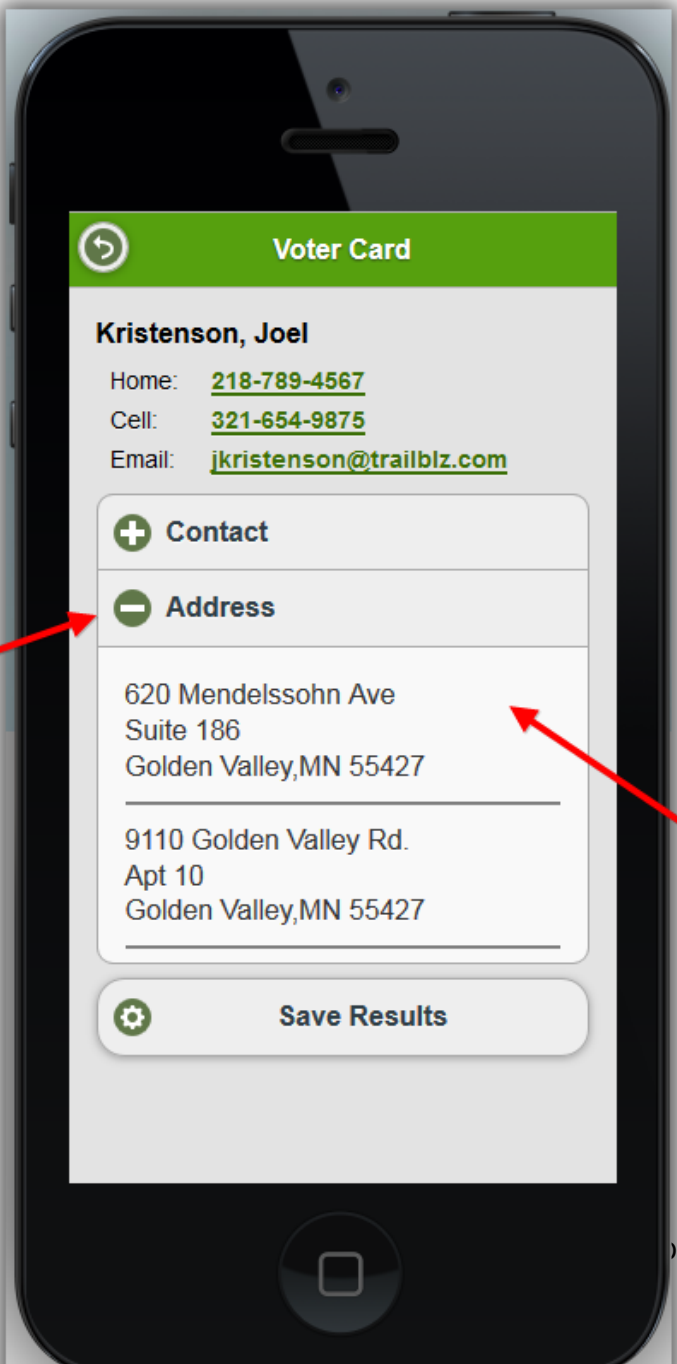 Voter Card
Kristenson, Joel
Home: 218-789-4567
Cell: 321-654-9875
Email: jkristenson@trailblz.com
Contact
Address
620 Mendelssohn Ave
Suite 186
Golden Valley,MN 55427
9110 Golden Valley Rd.
Apt 10
Golden Valley,MN 55427
Save Results